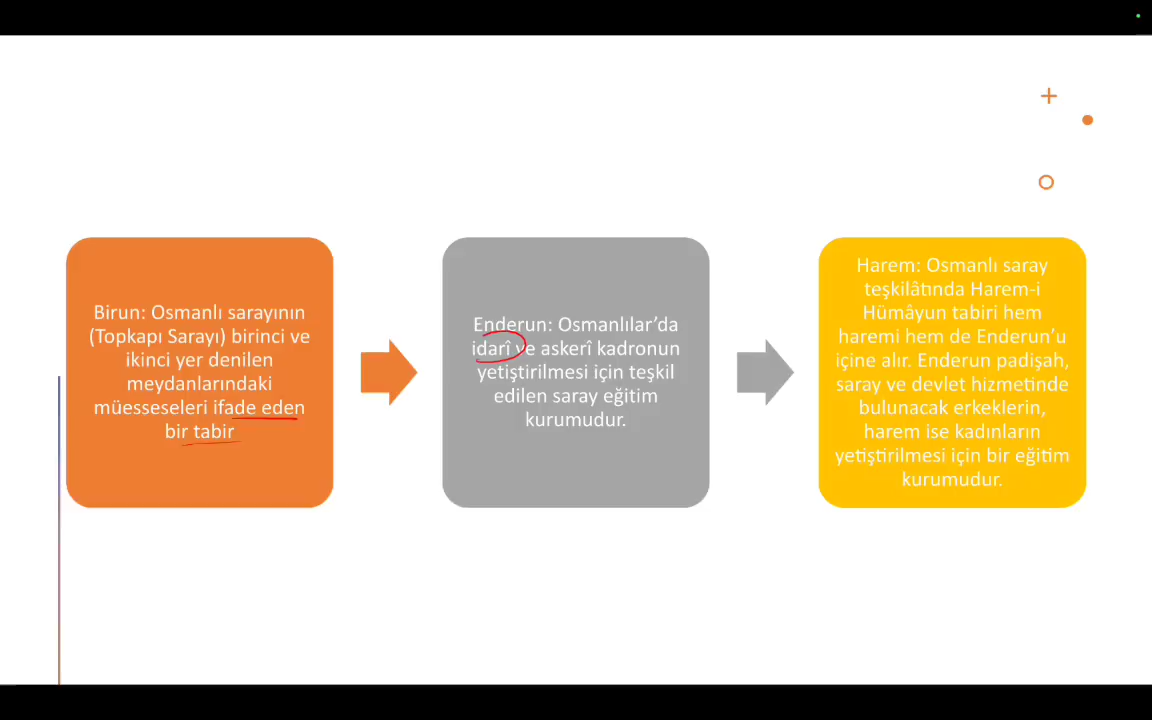 Birun: Osmanlı sarayının
(Topkapı Sarayı) birinci ve
ikinci yer denilen
meydanlarındaki
müesseseleri ifade eden
bir tabir
Enderun: Osmanlılar’da
idarî ve askerî kadronun
yetiştirilmesi için teşkil
edilen saray eğitim
kurumudur.
Harem: Osmanlı saray
teşkilâtında Harem-i
Hümâyun tabiri hem
haremi hem de Enderun’u
içine alır. Enderun padişah,
saray ve devlet hizmetinde
bulunacak erkeklerin,
harem ise kadınların
yetiştirilmesi için bir eğitim
kurumudur.